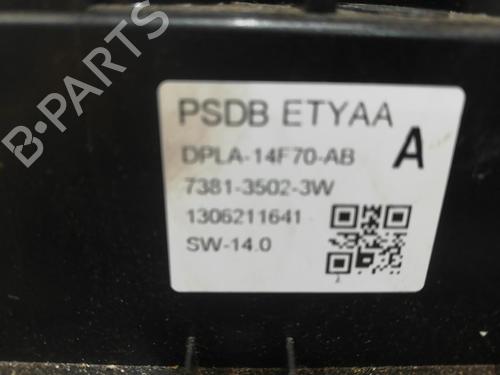 PSDB ETYAA
DPLA-14F70-AB A
7381-3502-3W
1306211641
SW-14.0
B-PARTS